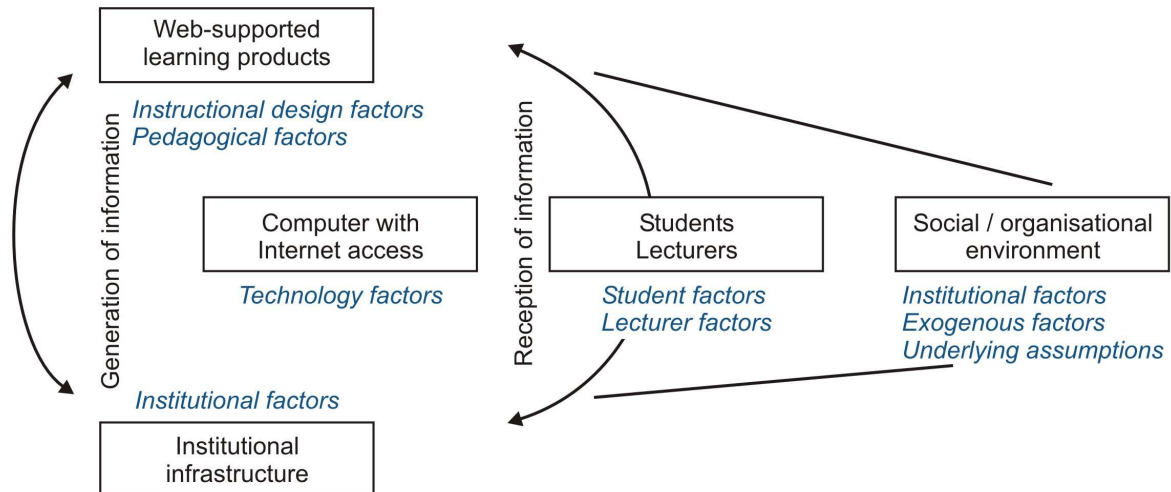 Web-supported
learning products
Instructional design factors
Pedagogical factors
Generation of information
Computer with
Internet access
Technology factors
Institutional factors
Institutional
infrastructure
Reception of information
Students
Lecturers
Student factors
Lecturer factors
Social / organisational
environment
Institutional factors
Exogenous factors
Underlying assumptions